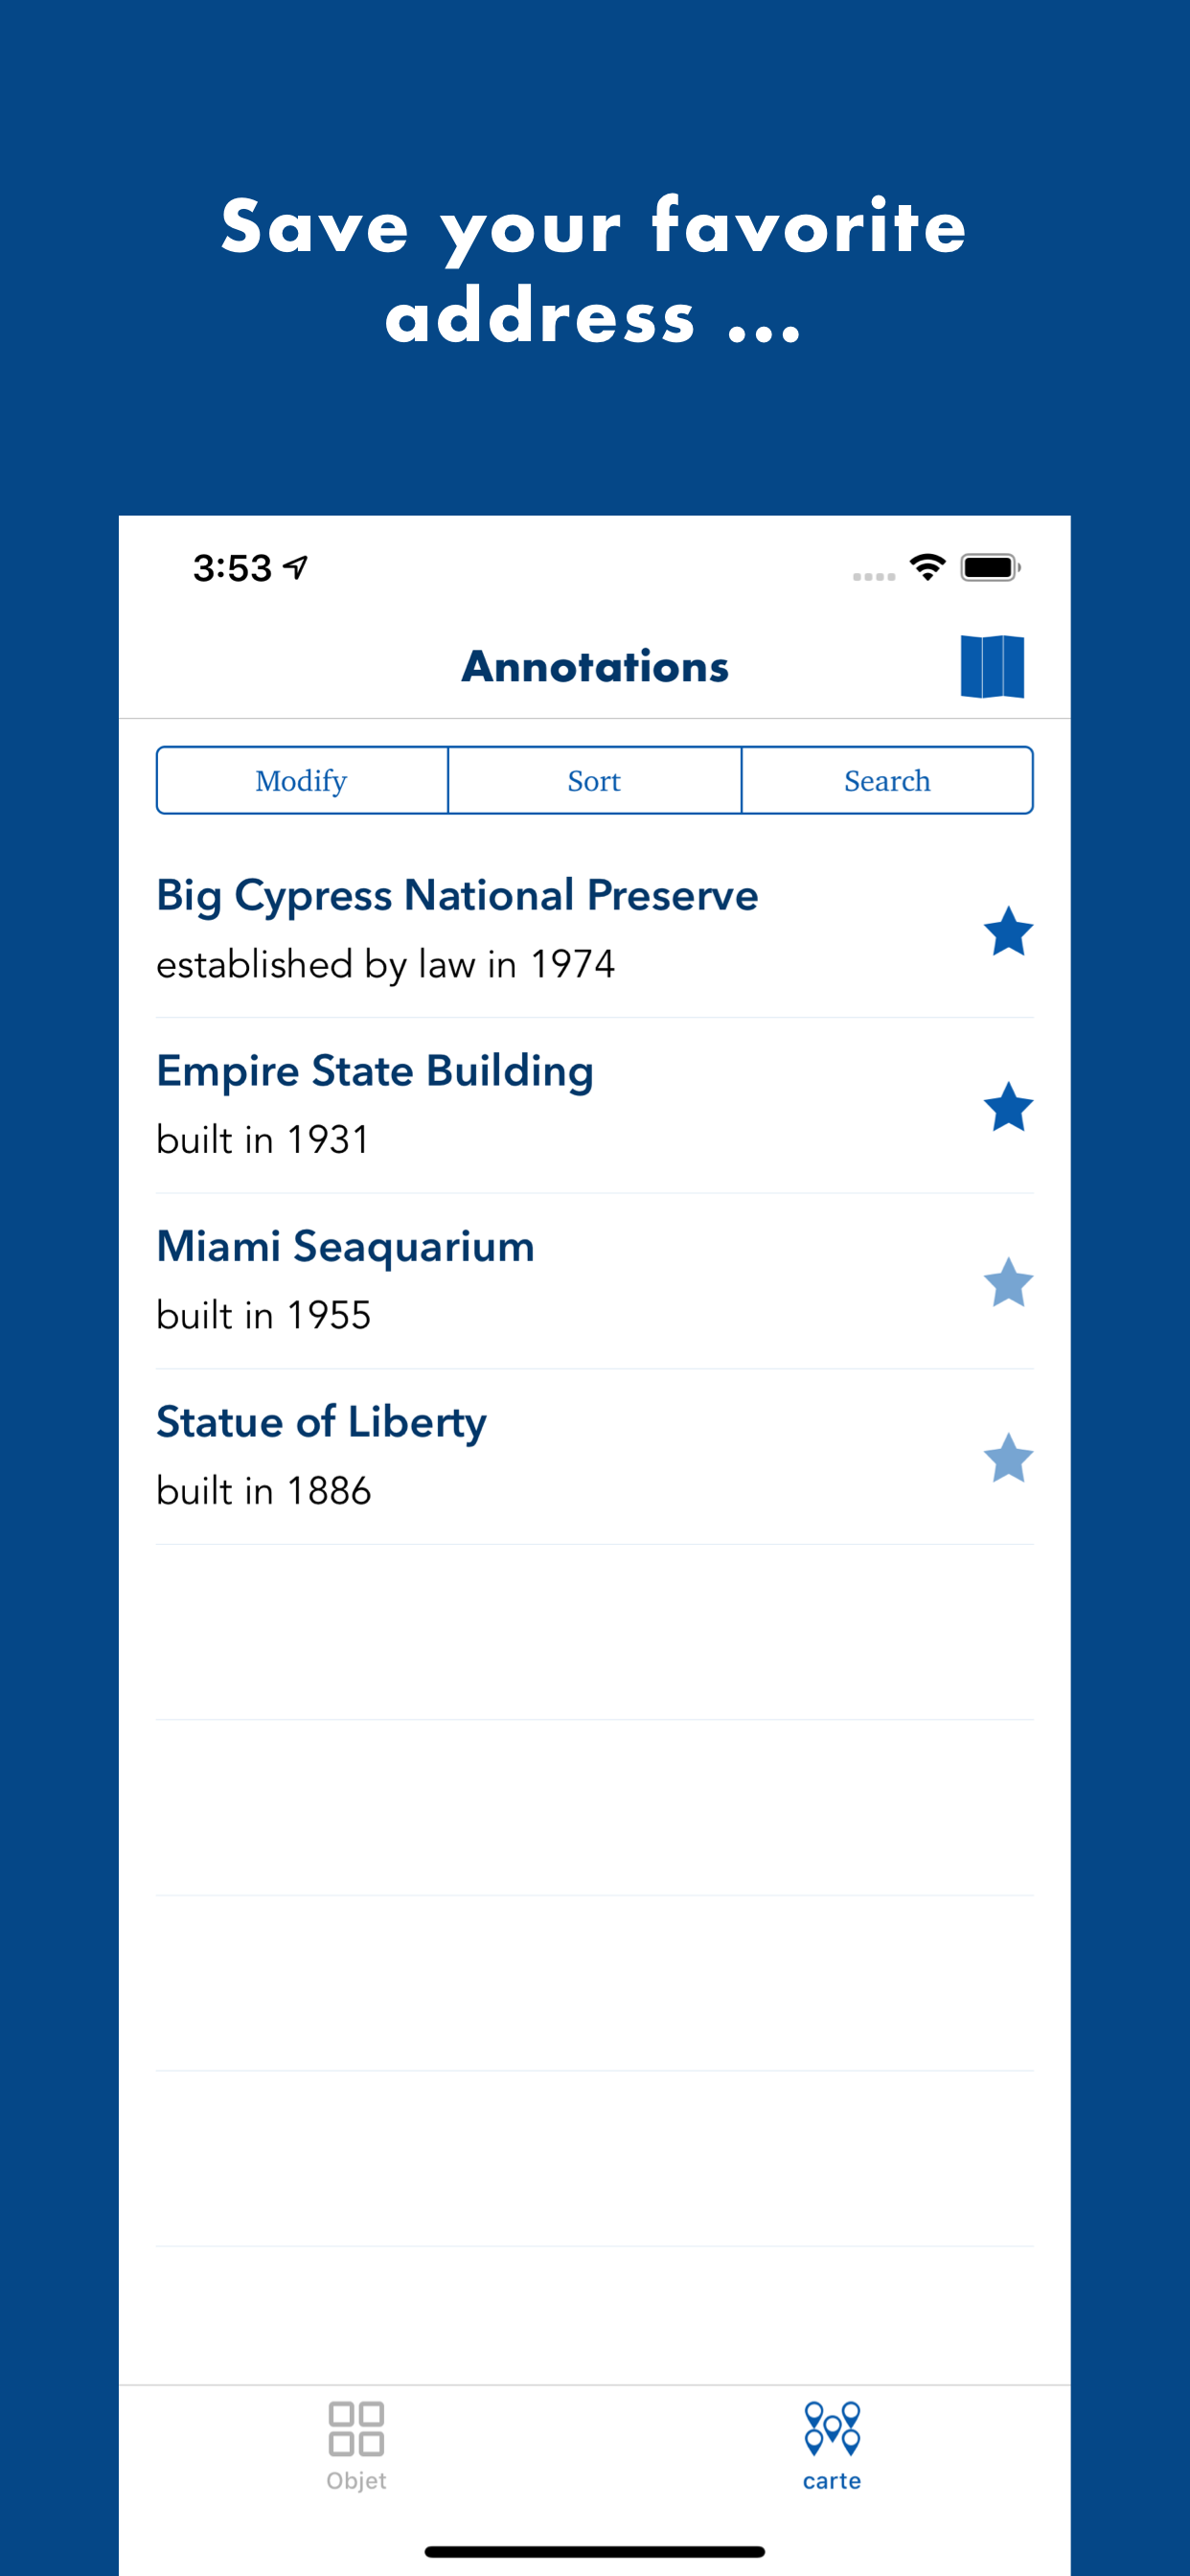 Save your favorite
address ...
3:53
Annotations
Modify Sort Search
Big Cypress National Preserve
established by law in 1974
Empire State Building
built in 1931
Miami Seaquarium
built in 1955
Statue of Liberty
built in 1886
Objet carte